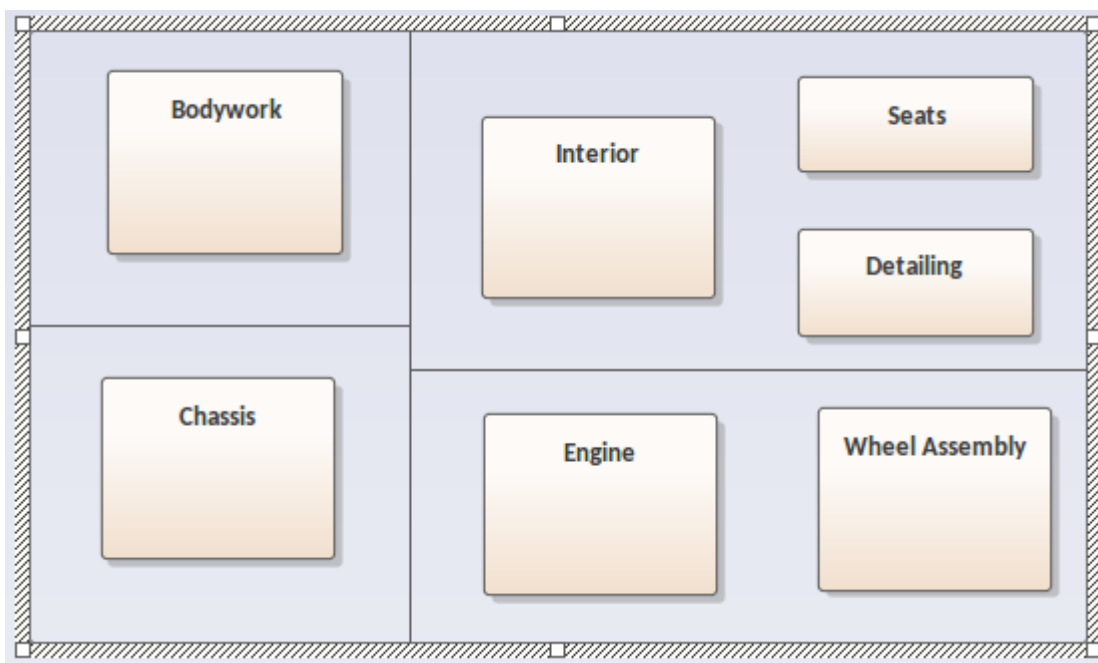 Bodywork
Interior
Seats
Detailing
Chassis
Engine
Wheel Assembly